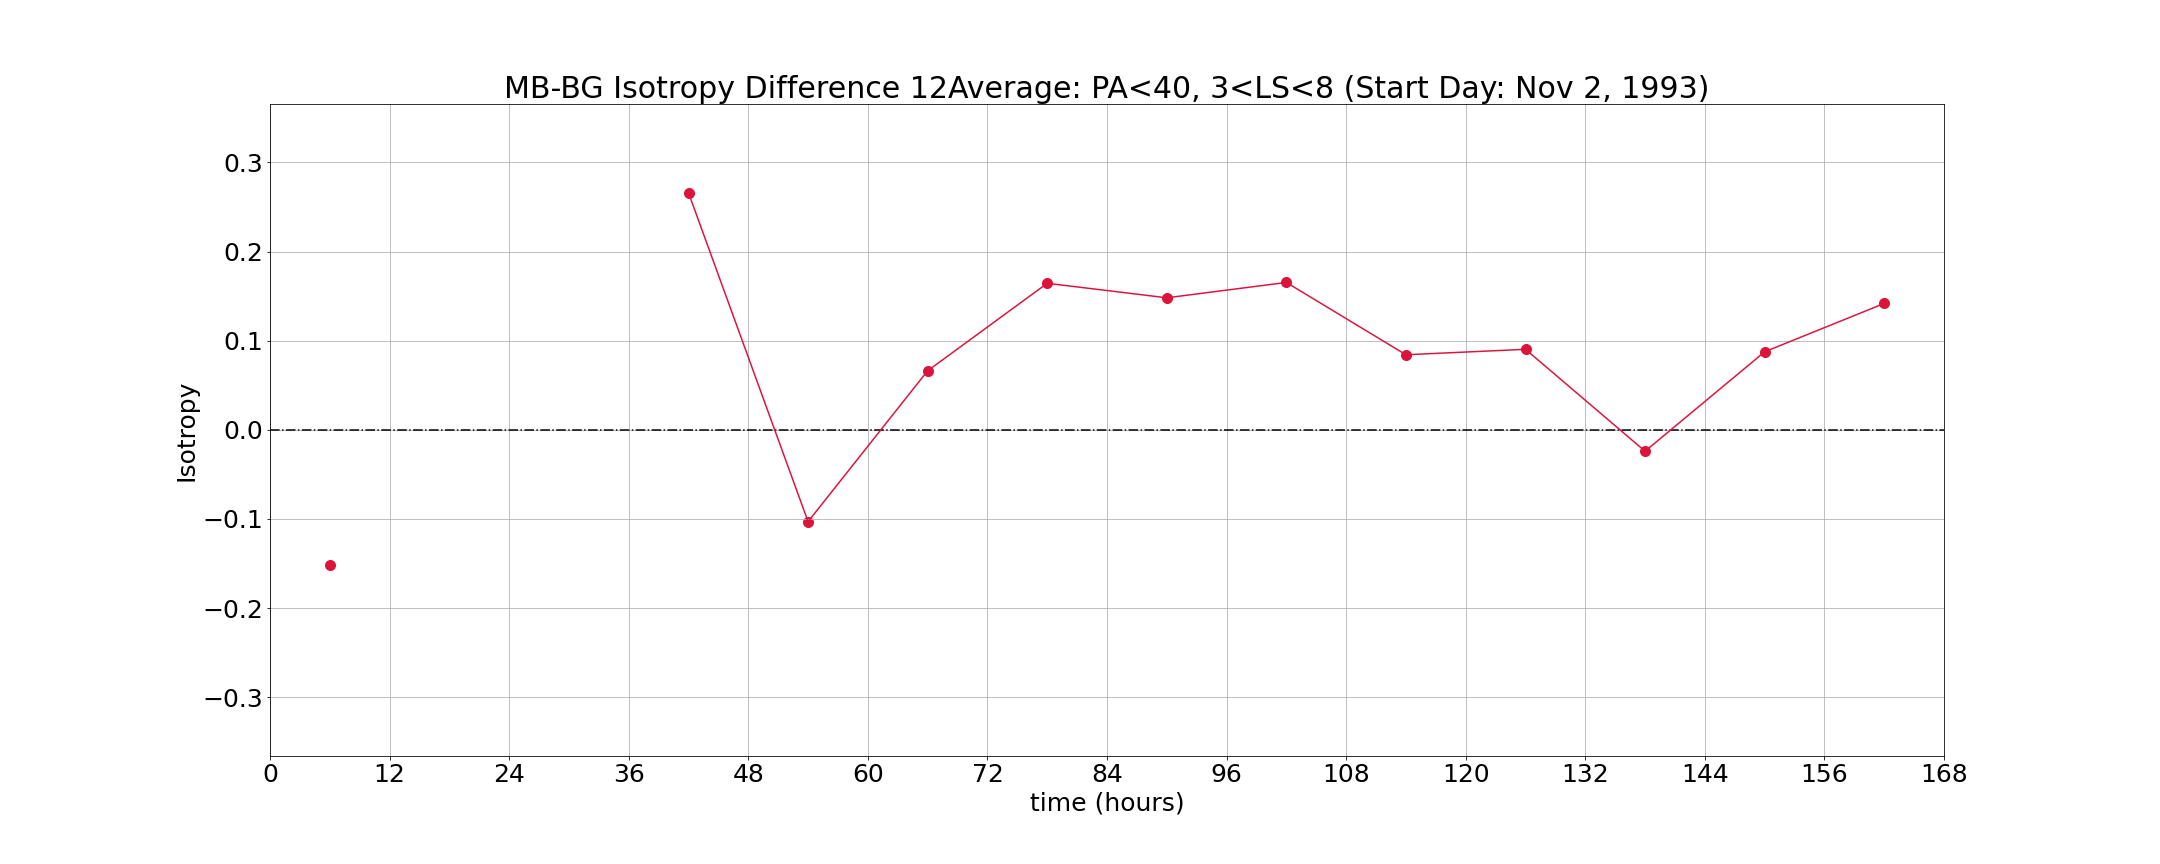 MB-BG Isotropy Difference 12Average: PA<40, 3<LS<8 (Start Day: Nov 2, 1993)
0.3
0.2
0.1
0.0
−0.1
−0.2
−0.3
Isotropy
0 12 24 36 48 60 72 84 96 108 120 132 144 156 168
time (hours)